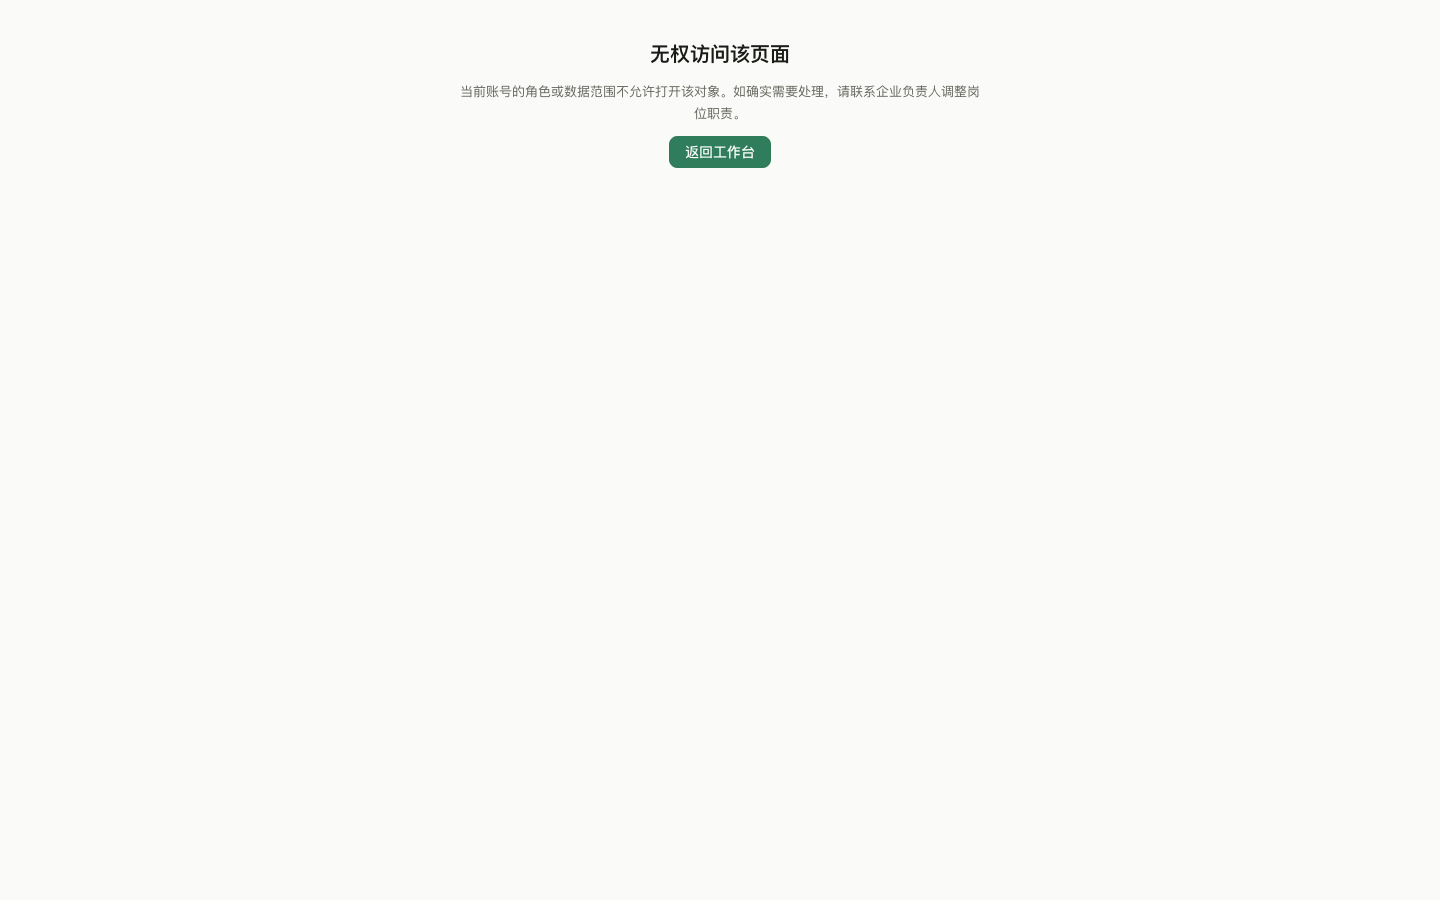 无权访问该页面
当前账号的角色或数据范围不允许打开该对象。如确实需要处理，请联系企业负责人调整岗
位职责。
返回工作台